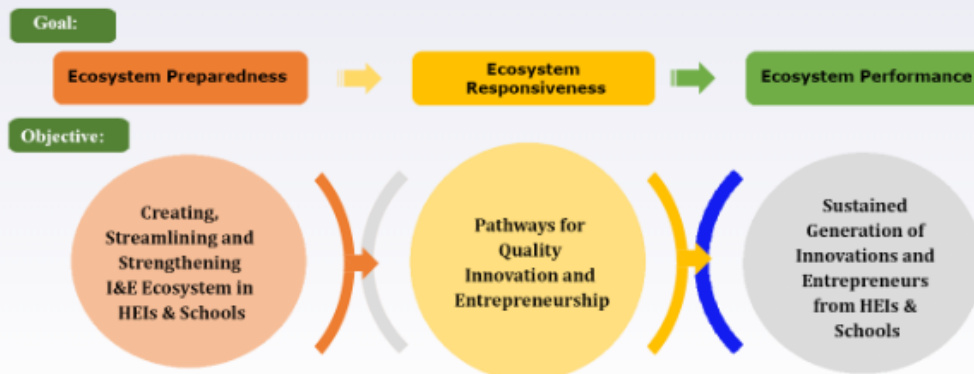 Goal:
Ecosystem Preparedness
Ecosystem
Responsiveness
Ecosystem Performance
Objective:
Creating,
Streamlining and
Strengthening
I&E Ecosystem in
HEIs & Schools
Pathways for
Quality
Innovation and
Entrepreneurship
Sustained
Generation of
Innovations and
Entrepreneurs
from HEIs &
Schools